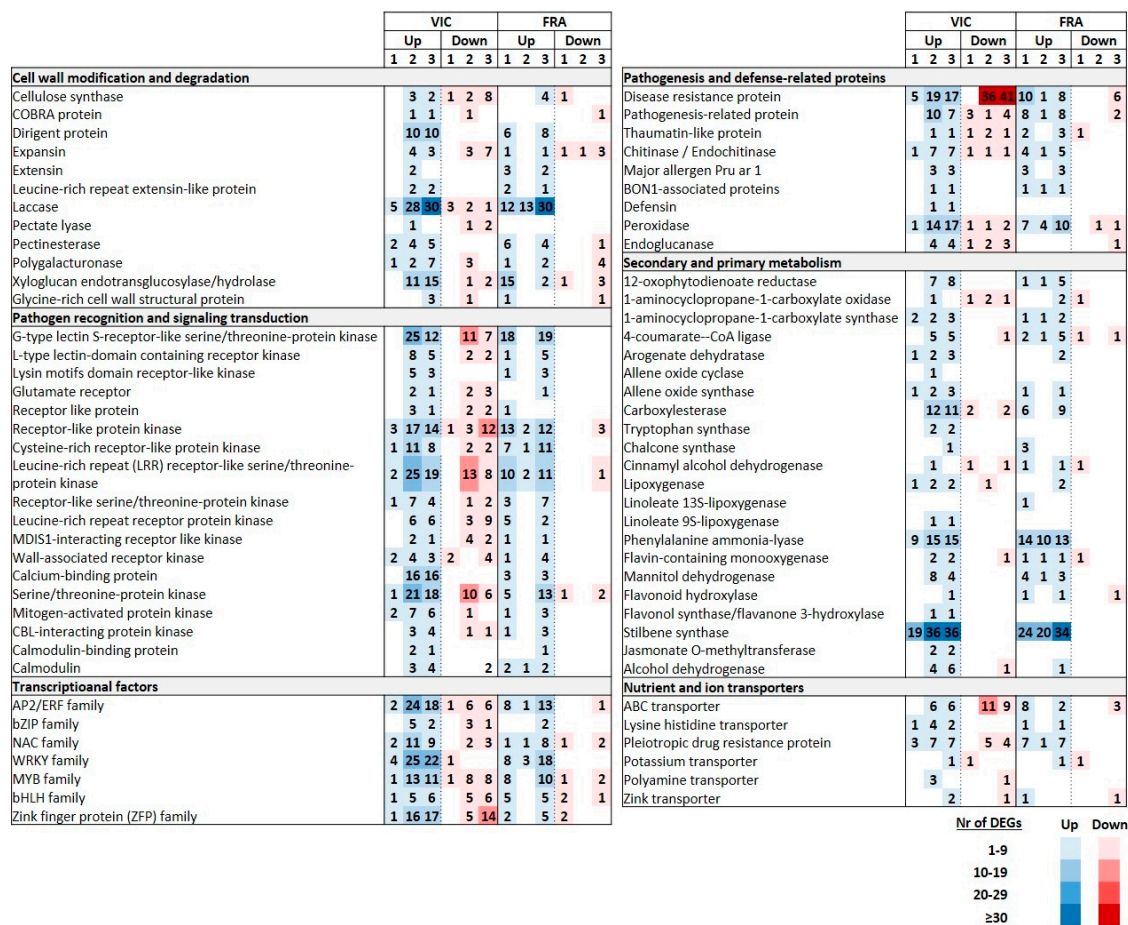 VIC FRA
Up Down Up Down
1 2 3 1 2 3 1 2 3 1 2 3
Cell wall modification and degradation
Cellulose synthase 3 2 1 2 8 4 1
COBRA protein 1 1 1 1
Dirigent protein 10 10 6 8
Expansin 4 3 3 7 1 1 1 1 3
Extensin 2 3 2
Leucine-rich repeat extensin-like protein 2 2 2 1
Laccase 5 28 30 3 2 1 12 13 30
Pectate lyase 1 1 2
Pectinesterase 2 4 5 6 4 1
Polygalacturonase 1 2 7 3 1 2 4
Xyloglucan endotransglucosylase/hydrolase 11 15 1 2 15 2 1 3
Glycine-rich cell wall structural protein 3 1 1 1
Pathogen recognition and signaling transduction
G-type lectin S-receptor-like serine/threonine-protein kinase 25 12 11 7 18 19
L-type lectin-domain containing receptor kinase 8 5 2 2 1 5
Lysin motifs domain receptor-like kinase 5 3 1 3
Glutamate receptor 2 1 2 3 1
Receptor like protein 3 1 2 2 1
Receptor-like protein kinase 3 17 14 1 3 12 13 2 12 3
Cysteine-rich receptor-like protein kinase 1 11 8 2 2 7 1 11
Leucine-rich repeat (LRR) receptor-like serine/threonine-
protein kinase 2 25 19 13 8 10 2 11 1
Receptor-like serine/threonine-protein kinase 1 7 4 1 2 3 7
Leucine-rich repeat receptor protein kinase 6 6 3 9 5 2
MDIS1-interacting receptor like kinase 2 1 4 2 1 1
Wall-associated receptor kinase 2 4 3 2 4 1 4
Calcium-binding protein 16 16 3 3
Serine/threonine-protein kinase 1 21 18 10 6 5 13 1 2
Mitogen-activated protein kinase 2 7 6 1 1 3
CBL-interacting protein kinase 3 4 1 1 1 3
Calmodulin-binding protein 2 1 1
Calmodulin 3 4 2 2 1 2
Transcriptioanal factors
AP2/ERF family 2 24 18 1 6 6 8 1 13 1
bZIP family 5 2 3 1 2
NAC family 2 11 9 2 3 1 1 8 1 2
WRKY family 4 25 22 1 8 3 18
MYB family 1 13 11 1 8 8 8 10 1 2
bHLH family 1 5 6 5 6 5 5 2 1
Zink finger protein (ZFP) family 1 16 17 5 14 2 5 2
VIC FRA
Up Down Up Down
1 2 3 1 2 3 1 2 3 1 2 3
Pathogenesis and defense-related proteins
Disease resistance protein 5 19 17 36 41 10 1 8 6
Pathogenesis-related protein 10 7 3 1 4 8 1 8 2
Thaumatin-like protein 1 1 1 2 1 2 3 1
Chitinase / Endochitinase 1 7 7 1 1 1 4 1 5
Major allergen Pru ar 1 3 3 3 3
BON1-associated proteins 1 1 1 1 1
Defensin 1 1
Peroxidase 1 14 17 1 1 2 7 4 10 1 1
Endoglucanase 4 4 1 2 3 1
Secondary and primary metabolism
12-oxophytodienoate reductase 7 8 1 1 5
1-aminocyclopropane-1-carboxylate oxidase 1 1 2 1 2 1
1-aminocyclopropane-1-carboxylate synthase 2 2 3 1 1 2
4-coumarate--CoA ligase 5 5 1 2 1 5 1 1
Arogenate dehydratase 1 2 3 2
Allene oxide cyclase 1
Allene oxide synthase 1 2 3 1 1
Carboxylesterase 12 11 2 2 6 9
Tryptophan synthase 2 2
Chalcone synthase 1 3
Cinnamyl alcohol dehydrogenase 1 1 1 1 1 1
Lipoxygenase 1 2 2 1 2
Linoleate 13S-lipoxygenase 1
Linoleate 9S-lipoxygenase 1 1
Phenylalanine ammonia-lyase 9 15 15 14 10 13
Flavin-containing monooxygenase 2 2 1 1 1 1 1
Mannitol dehydrogenase 8 4 4 1 3
Flavonoid hydroxylase 1 1 1 1
Flavonol synthase/flavanone 3-hydroxylase 1 1
Stilbene synthase 19 36 36 24 20 34
Jasmonate O-methyltransferase 2 2
Alcohol dehydrogenase 4 6 1 1
Nutrient and ion transporters
ABC transporter 6 6 11 9 8 2 3
Lysine histidine transporter 1 4 2 1 1
Pleiotropic drug resistance protein 3 7 7 5 4 7 1 7
Potassium transporter 1 1 1 1
Polyamine transporter 3 1
Zink transporter 2 1 1 1
Nr of DEGs Up Down
1-9
10-19
20-29
≥30